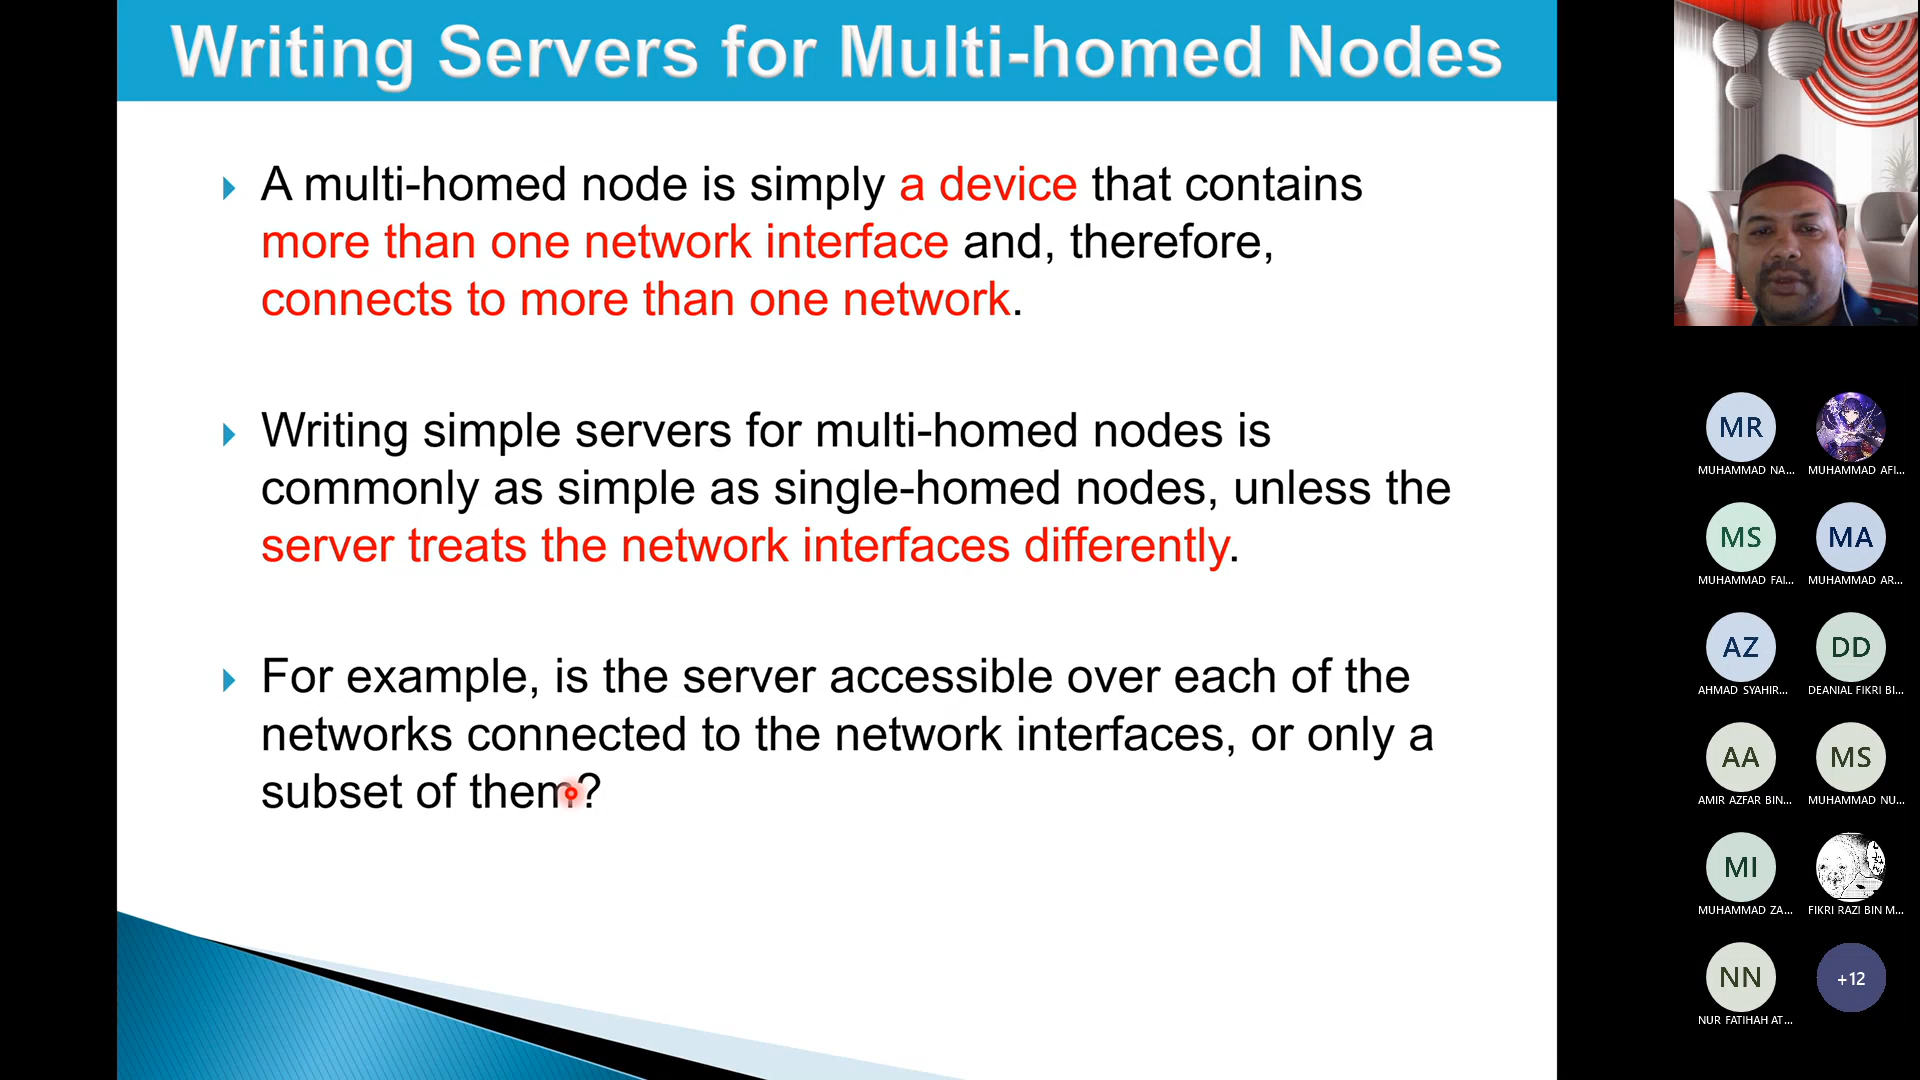 Writing Servers for Multi-homed Nodes
A multi-homed node is simply a device that contains
more than one network interface and, therefore,
connects to more than one network.
Writing simple servers for multi-homed nodes is
commonly as simple as single-homed nodes, unless the
server treats the network interfaces differently.
For example, is the server accessible over each of the
networks connected to the network interfaces, or only a
subset of them?
MR
MUHAMMAD NA...
MUHAMMAD AFI...
MS
MUHAMMAD FAI...
MA
MUHAMMAD AR...
AZ
AHMAD SYAHIR...
DD
DEANIAL FIKRI BI...
AA
AMIR AZFAR BIN...
MS
MUHAMMAD NU...
MI
MUHAMMAD ZA...
FIKRI RAZI BIN M...
NN
NUR FATIHAH AT...
+12